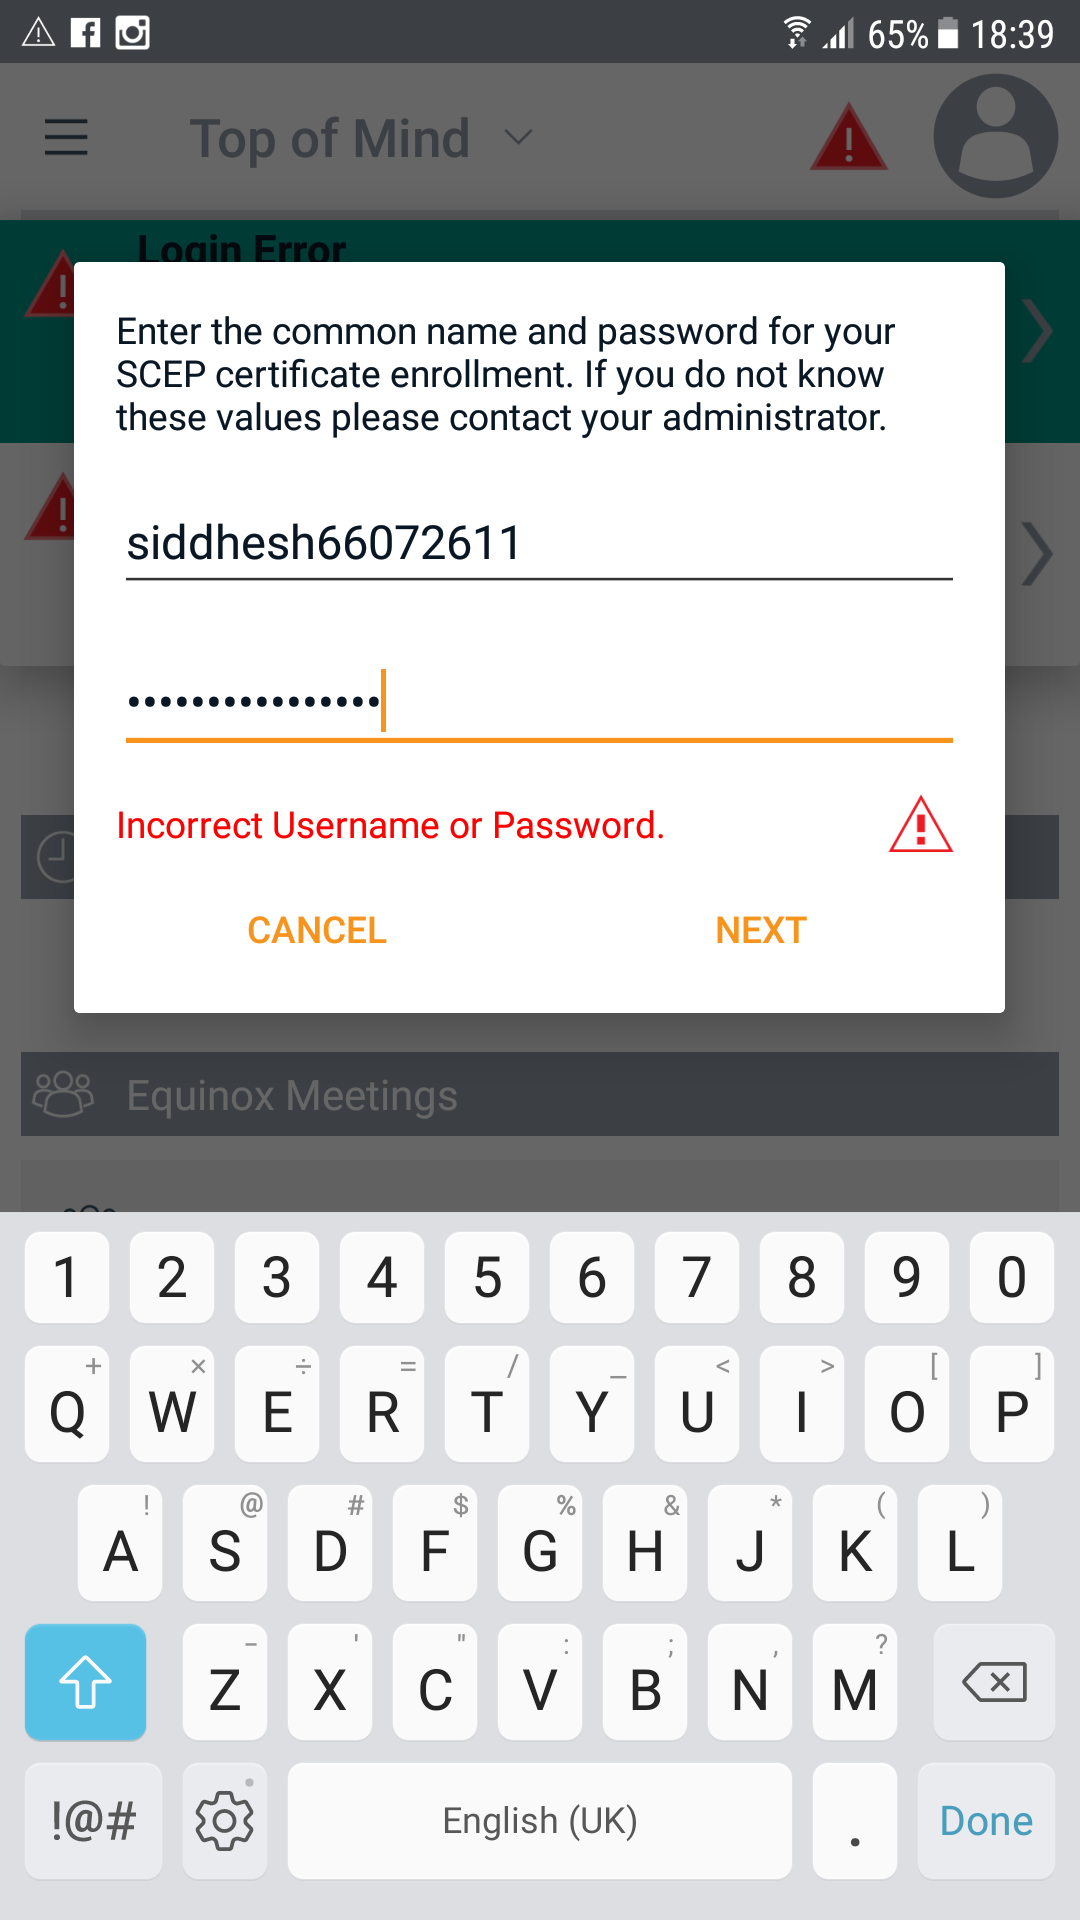 65% 18:39
Top of Mind
Login Error
Enter the common name and password for your
SCEP certificate enrollment. If you do not know
these values please contact your administrator.
siddhesh66072611
••••••••••••••••
Incorrect Username or Password.
CANCEL NEXT
Equinox Meetings
1 2 3 4 5 6 7 8 9 0
+ × ÷ = / _ < > [ ]
Q W E R T Y U I O P
! @ # $ % & * ( )
A S D F G H J K L
- ' " : ; , ?
Z X C V B N M
!@# English (UK) . Done